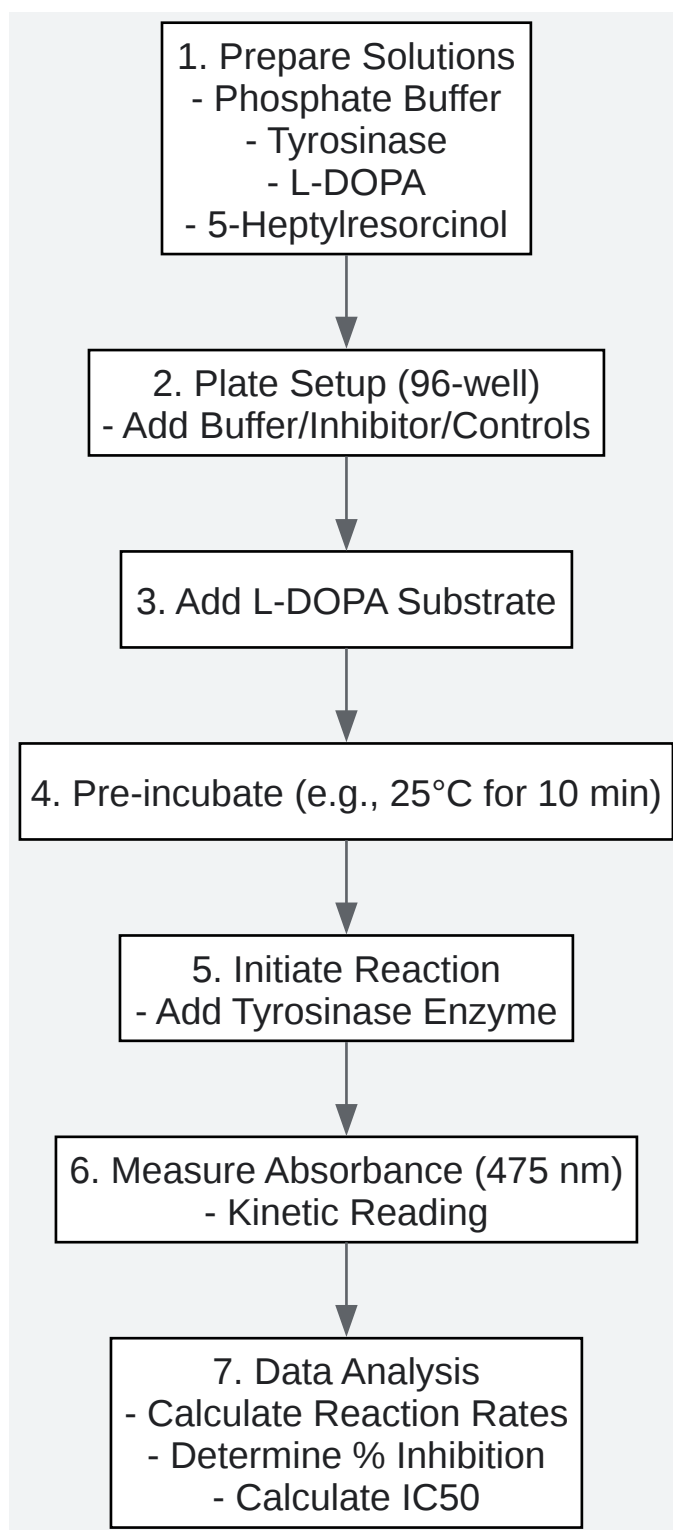 1. Prepare Solutions
- Phosphate Buffer
- Tyrosinase
- L-DOPA
- 5-Heptylresorcinol
2. Plate Setup (96-well)
- Add Buffer/Inhibitor/Controls
3. Add L-DOPA Substrate
4. Pre-incubate (e.g., 25°C for 10 min)
5. Initiate Reaction
- Add Tyrosinase Enzyme
6. Measure Absorbance (475 nm)
- Kinetic Reading
7. Data Analysis
- Calculate Reaction Rates
- Determine % Inhibition
- Calculate IC50